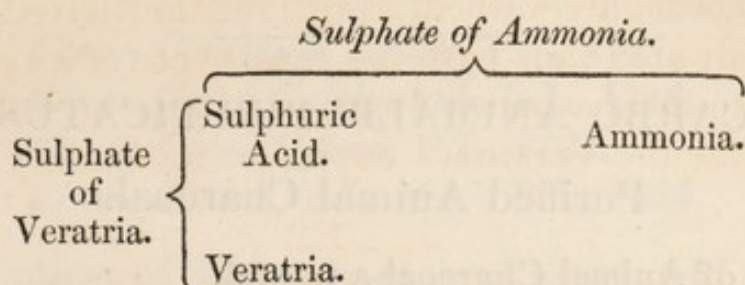 Sulphate of Ammonia.
Sulphuric
Acid.
Ammonia.
Sulphate
of
Veratria.
Veratria.